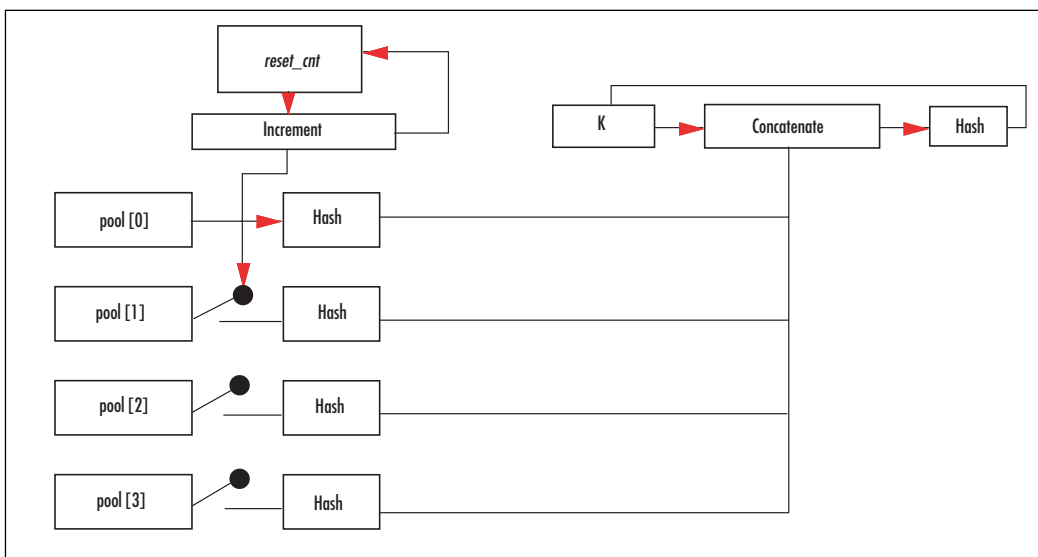 reset_cnt
Increment
K
Concatenate
Hash
pool [0]
Hash
pool [1]
Hash
pool [2]
Hash
pool [3]
Hash